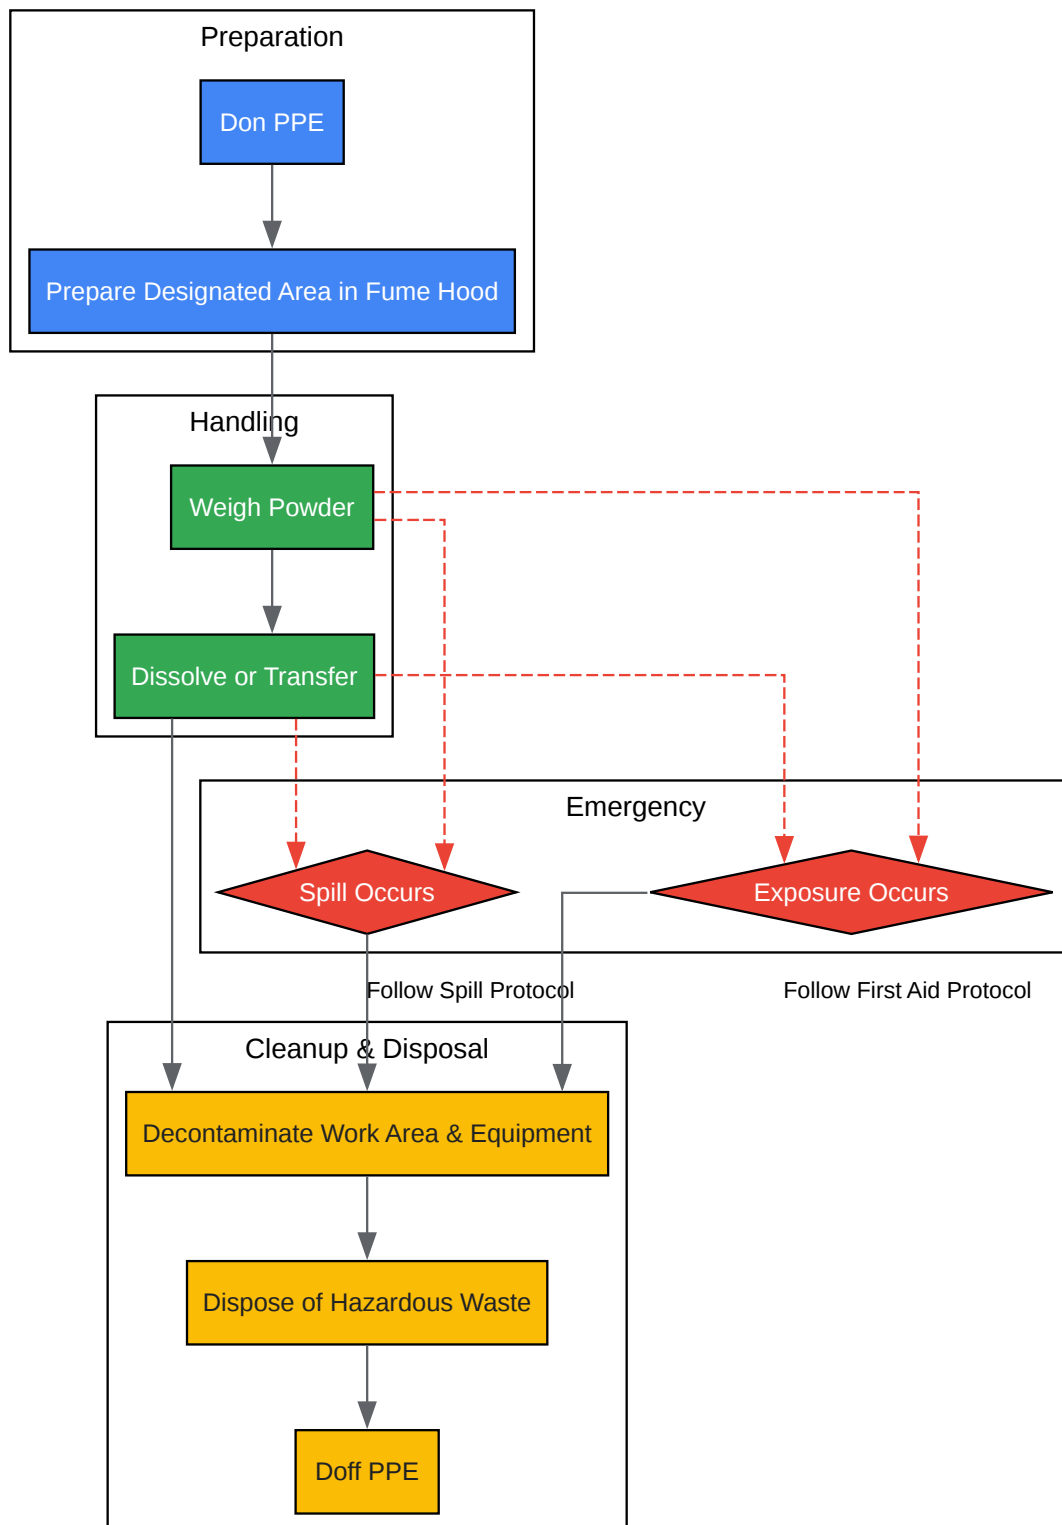 Preparation
Don PPE
Prepare Designated Area in Fume Hood
Handling
Weigh Powder
Dissolve or Transfer
Emergency
Spill Occurs
Exposure Occurs
Follow Spill Protocol
Follow First Aid Protocol
Cleanup & Disposal
Decontaminate Work Area & Equipment
Dispose of Hazardous Waste
Doff PPE